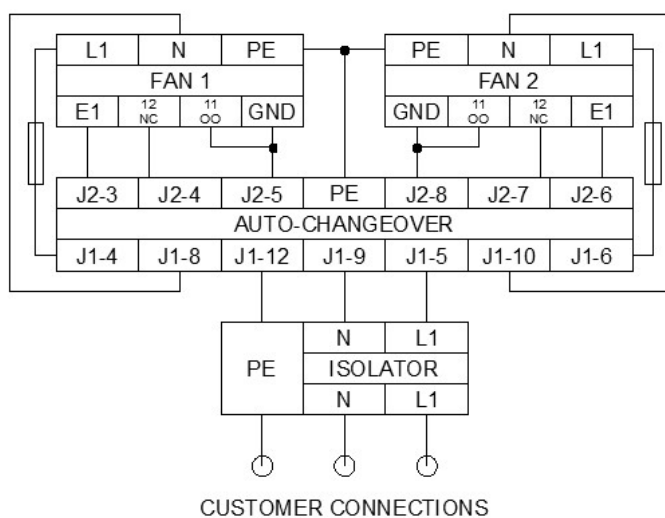 L1 N PE PE N L1
FAN 1 FAN 2
E1 12 NC 11 OO GND GND 11 OO 12 NC E1
J2-3 J2-4 J2-5 PE J2-8 J2-7 J2-6
AUTO-CHANGEOVER
J1-4 J1-8 J1-12 J1-9 J1-5 J1-10 J1-6
N L1
PE ISOLATOR
N L1
CUSTOMER CONNECTIONS